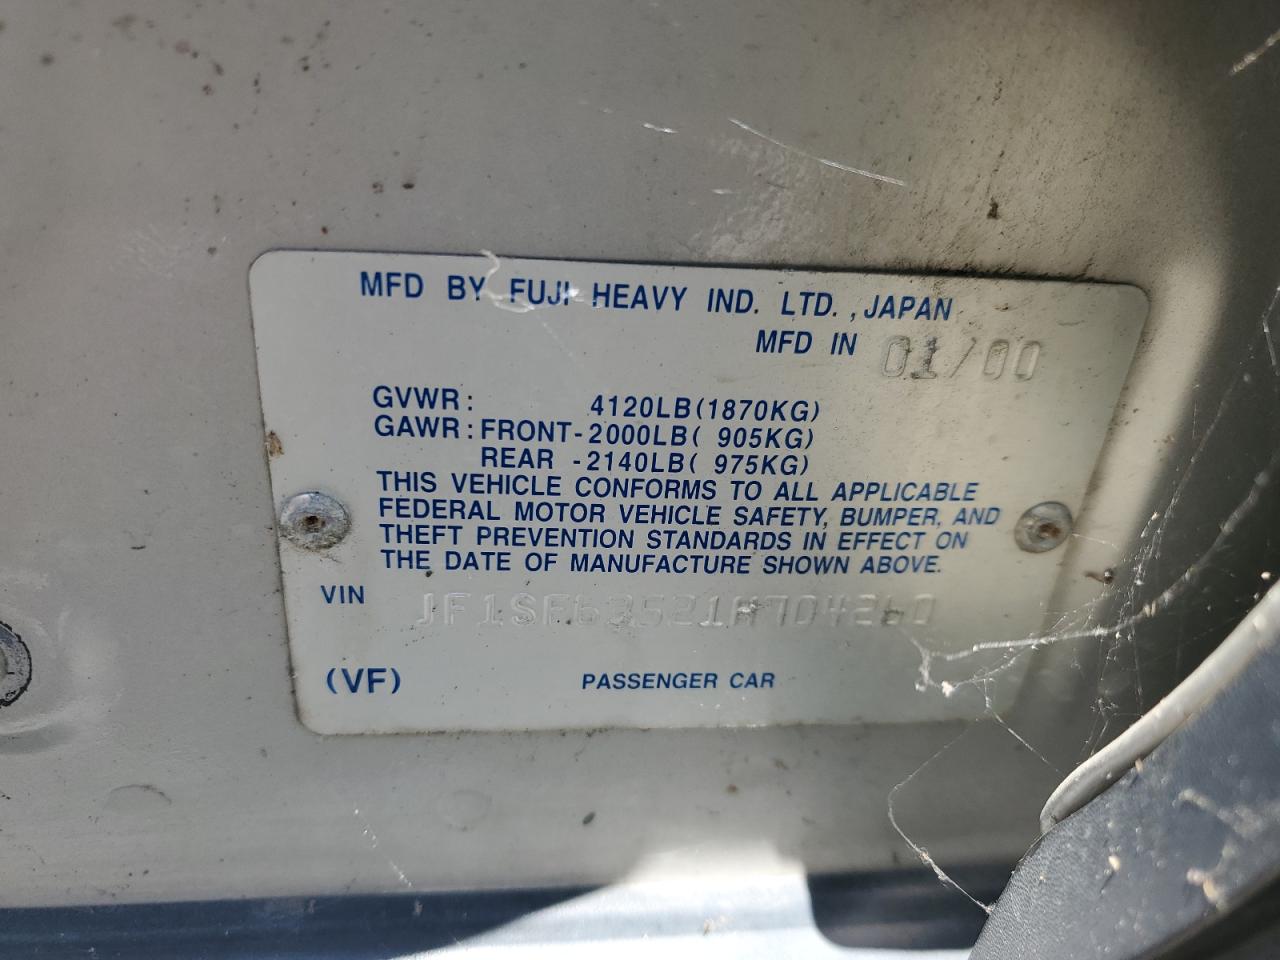 MFD BY FUJI HEAVY IND. LTD. , JAPAN
MFD IN 01/00
GVWR: 4120LB(1870KG)
GAWR: FRONT-2000LB( 905KG)
REAR -2140LB( 975KG)
THIS VEHICLE CONFORMS TO ALL APPLICABLE
FEDERAL MOTOR VEHICLE SAFETY, BUMPER, AND
THEFT PREVENTION STANDARDS IN EFFECT ON
THE DATE OF MANUFACTURE SHOWN ABOVE.
VIN JF1SF63521H704260
(VF) PASSENGER CAR